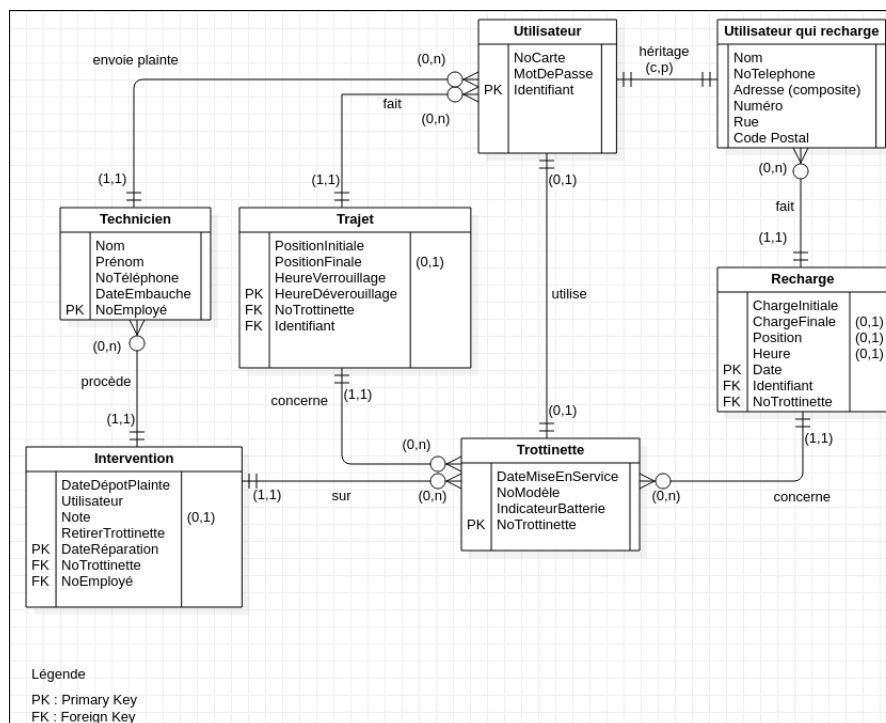 Utilisateur
NoCarte
MotDePasse
PK Identifiant
Utilisateur qui recharge
Nom
NoTelephone
Adresse (composite)
Numéro
Rue
Code Postal
héritage
(c,p)
envoie plainte
(0,n)
fait
(0,n)
(1,1)
(1,1)
(0,1)
(0,n)
fait
(1,1)
Technicien
Nom
Prénom
NoTéléphone
DateEmbauche
PK NoEmployé
Trajet
PositionInitiale
PositionFinale (0,1)
HeureVerrouillage
PK HeureDéverouillage
FK NoTrottinette
FK Identifiant
utilise
Recharge
ChargeInitiale
ChargeFinale (0,1)
Position (0,1)
Heure (0,1)
PK Date
FK Identifiant
FK NoTrottinette
(0,n)
procède
(1,1)
concerne
(1,1)
(0,1)
(0,n)
(1,1)
Intervention
DateDépotPlainte
Utilisateur
Note (0,1)
RetirerTrottinette
PK DateRéparation
FK NoTrottinette
FK NoEmployé
(1,1)
sur
(0,n)
Trottinette
DateMiseEnService
NoModèle
IndicateurBatterie
PK NoTrottinette
(0,n)
concerne
Légende
PK : Primary Key
FK : Foreign Key